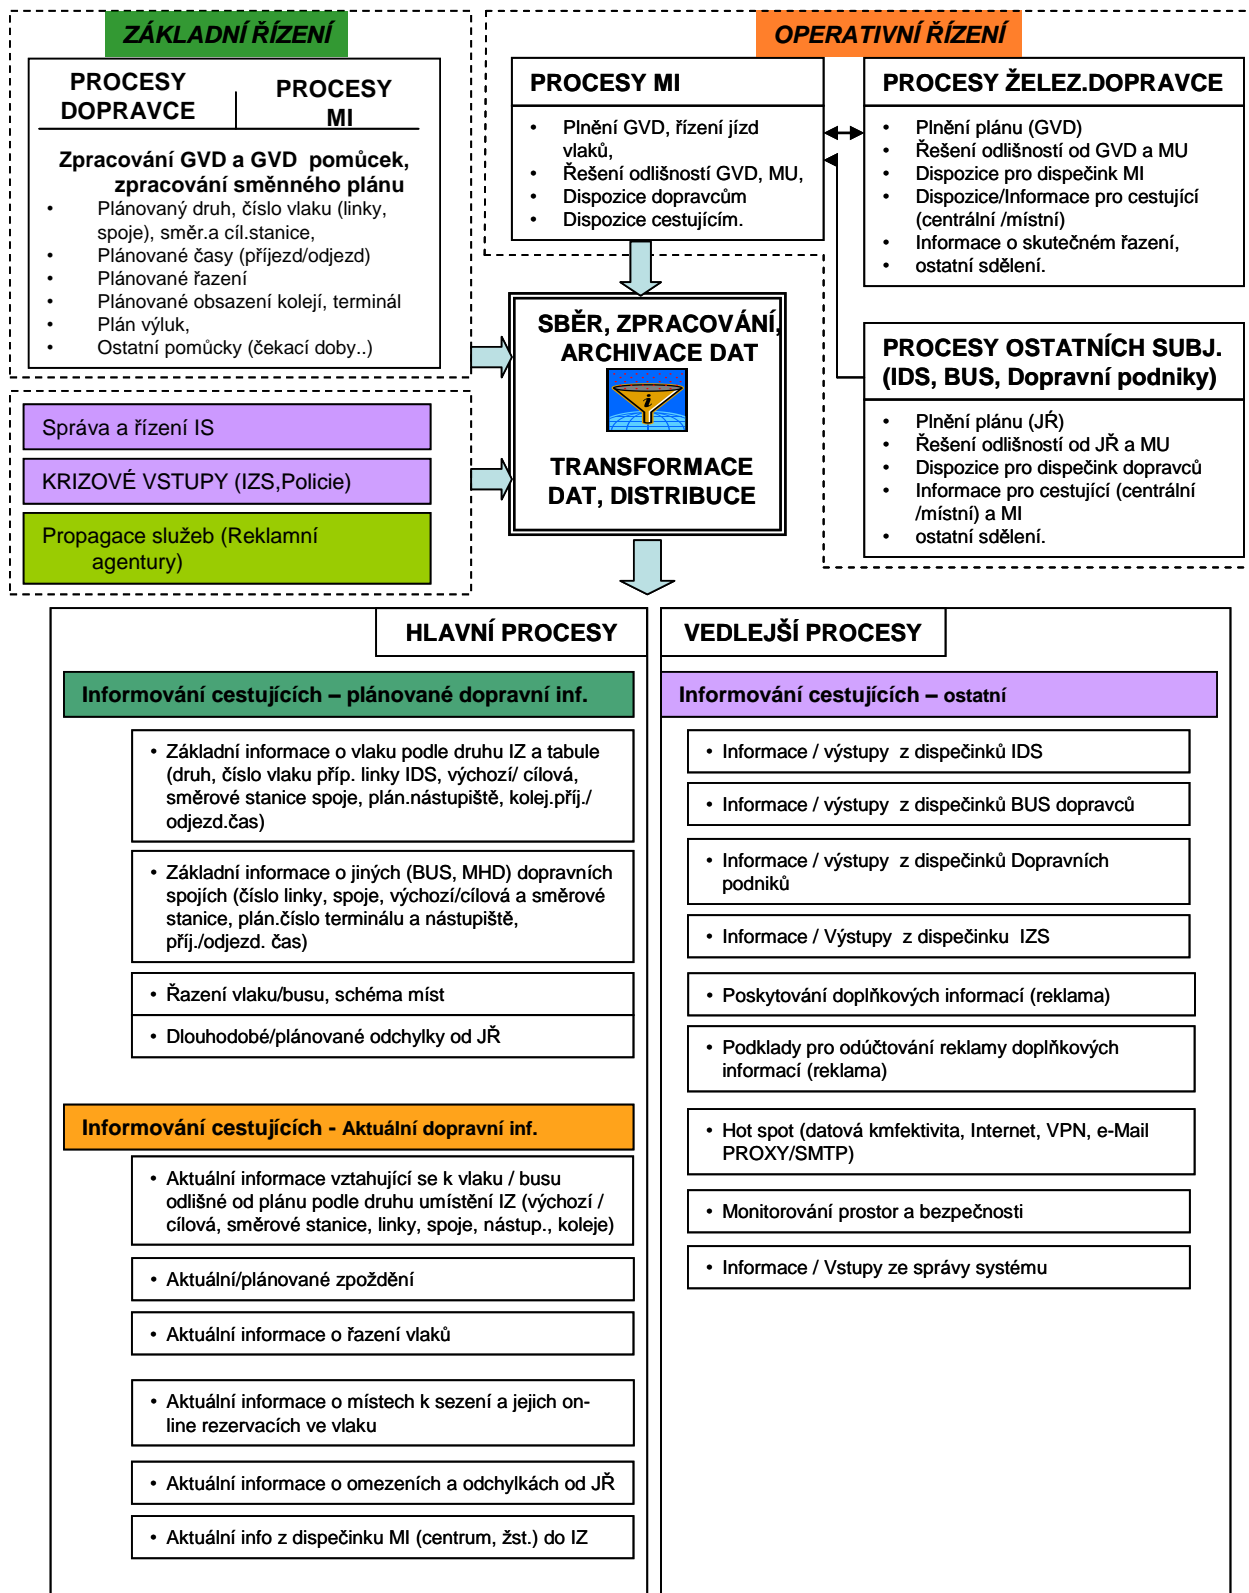 ZÁKLADNÍ ŘÍZENÍ
PROCESY
DOPRAVCE
PROCESY
MI
Zpracování GVD a GVD pomůcek,
zpracování směnného plánu
• Plánovaný druh, číslo vlaku (linky,
spoje), směr.a cíl.stanice,
• Plánované časy (příjezd/odjezd)
• Plánované řazení
• Plánované obsazení kolejí, terminál
• Plán výluk,
• Ostatní pomůcky (čekací doby..)
Správa a řízení IS
KRIZOVÉ VSTUPY (IZS,Policie)
Propagace služeb (Reklamní
agentury)
OPERATIVNÍ ŘÍZENÍ
PROCESY MI
• Plnění GVD, řízení jízd
vlaků,
• Řešení odlišností GVD, MU,
• Dispozice dopravcům
• Dispozice cestujícím.
PROCESY ŽELEZ.DOPRAVCE
• Plnění plánu (GVD)
• Řešení odlišností od GVD a MU
• Dispozice pro dispečink MI
• Dispozice/Informace pro cestující
(centrální /místní)
• Informace o skutečném řazení,
• ostatní sdělení.
SBĚR, ZPRACOVÁNÍ,
ARCHIVACE DAT
i
TRANSFORMACE
DAT, DISTRIBUCE
PROCESY OSTATNÍCH SUBJ.
(IDS, BUS, Dopravní podniky)
• Plnění plánu (JŔ)
• Řešení odlišností od JŘ a MU
• Dispozice pro dispečink dopravců
• Informace pro cestující (centrální
/místní) a MI
• ostatní sdělení.
HLAVNÍ PROCESY
Informování cestujících – plánované dopravní inf.
• Základní informace o vlaku podle druhu IZ a tabule
(druh, číslo vlaku příp. linky IDS, výchozí/ cílová,
směrové stanice spoje, plán.nástupiště, kolej.příj./
odjezd.čas)
• Základní informace o jiných (BUS, MHD) dopravních
spojích (číslo linky, spoje, výchozí/cílová a směrové
stanice, plán.číslo terminálu a nástupiště,
příj./odjezd. čas)
• Řazení vlaku/busu, schéma míst
• Dlouhodobé/plánované odchylky od JŘ
Informování cestujících - Aktuální dopravní inf.
• Aktuální informace vztahující se k vlaku / busu
odlišné od plánu podle druhu umístění IZ (výchozí /
cílová, směrové stanice, linky, spoje, nástup., koleje)
• Aktuální/plánované zpoždění
• Aktuální informace o řazení vlaků
• Aktuální informace o místech k sezení a jejich on-
line rezervacích ve vlaku
• Aktuální informace o omezeních a odchylkách od JŘ
• Aktuální info z dispečinku MI (centrum, žst.) do IZ
VEDLEJŠÍ PROCESY
Informování cestujících – ostatní
• Informace / výstupy z dispečinků IDS
• Informace / výstupy z dispečinků BUS dopravců
• Informace / výstupy z dispečinků Dopravních
podniků
• Informace / Výstupy z dispečinku IZS
• Poskytování doplňkových informací (reklama)
• Podklady pro odúčtování reklamy doplňkových
informací (reklama)
• Hot spot (datová kmfektivita, Internet, VPN, e-Mail
PROXY/SMTP)
• Monitorování prostor a bezpečnosti
• Informace / Vstupy ze správy systému